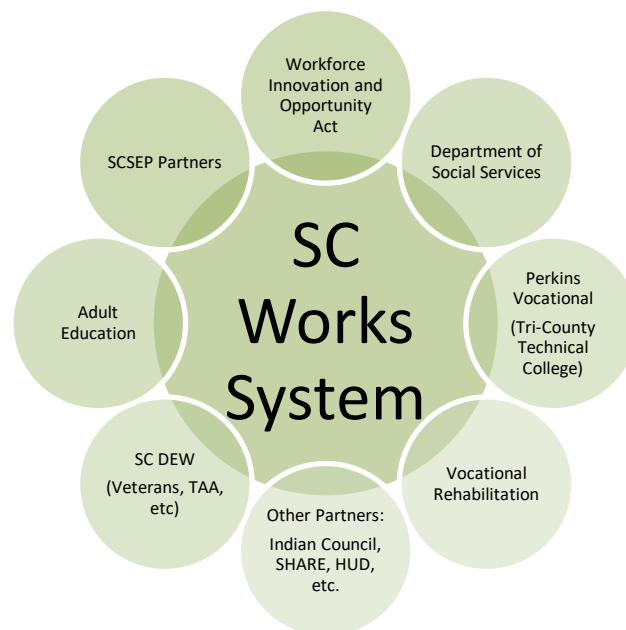 Workforce
Innovation and
Opportunity
Act
Department of
Social Services
Perkins
Vocational
(Tri-County
Technical
College)
Vocational
Rehabilitation
Other Partners:
Indian Council,
SHARE, HUD,
etc.
SC DEW
(Veterans, TAA,
etc)
Adult
Education
SCSEP Partners
SC
Works
System